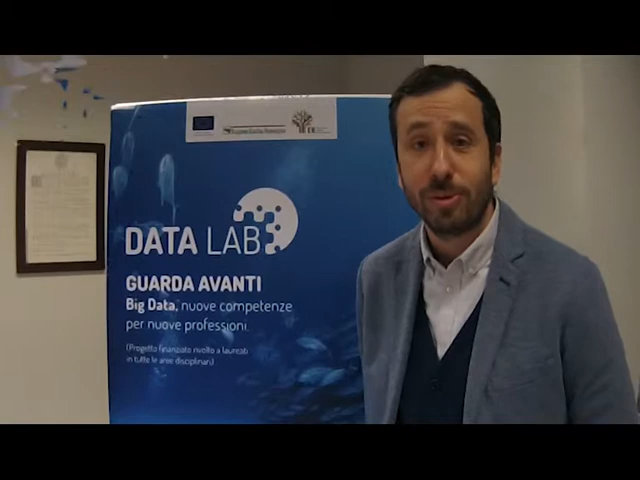 DATA LAB
GUARDA AVANTI
Big Data, nuove competenze
per nuove professioni.
(Progetto finanziato rivolto a laureati
in tutte le aree disciplinari)